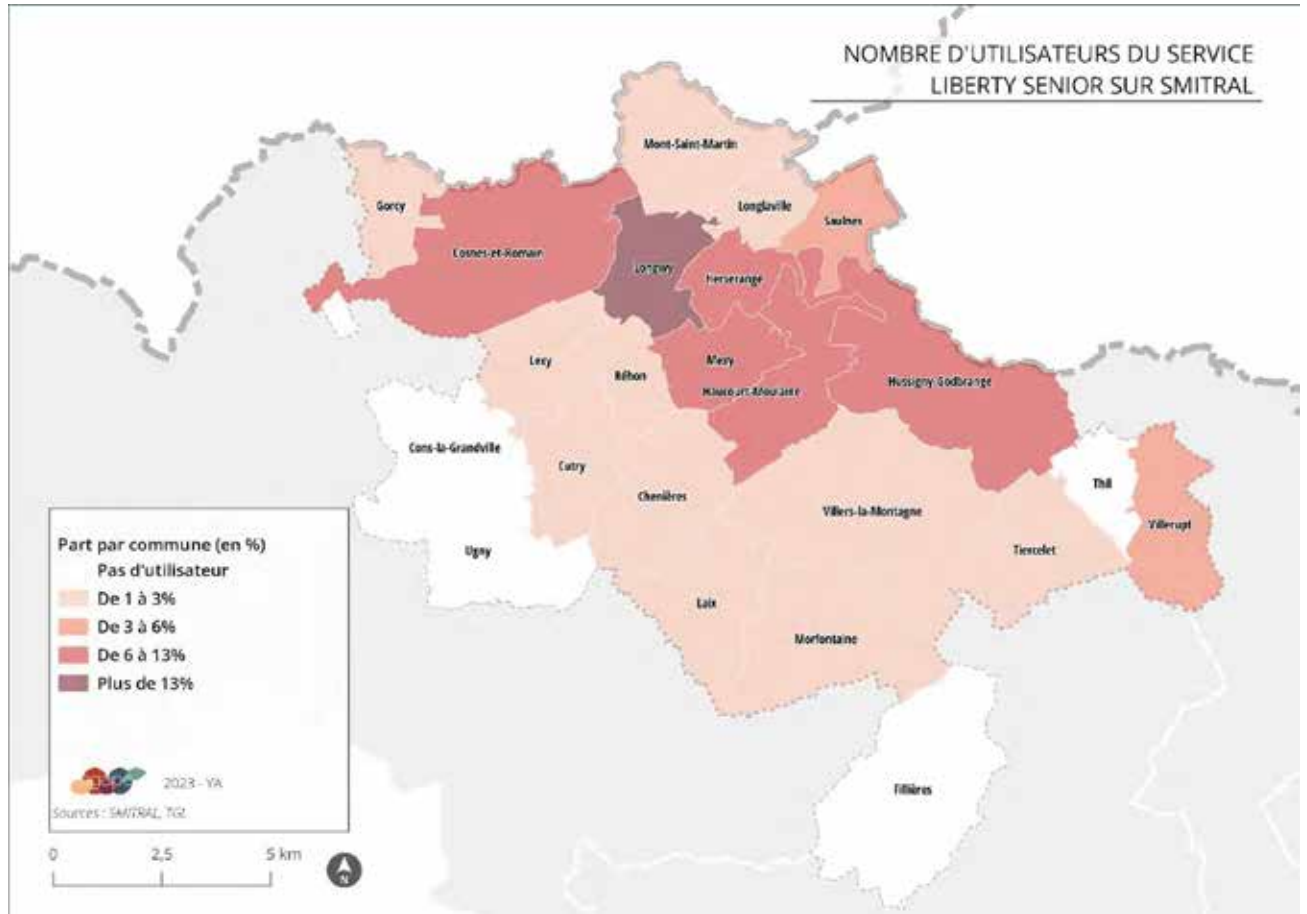 NOMBRE D'UTILISATEURS DU SERVICE
LIBERTY SENIOR SUR SMITRAL
Mont-Saint-Martin
Gorcy
Longlaville
Saulnes
Cosnes-et-Romain
Longwy
Herserange
Lexy
Réhon
Mexy
Haucourt-Moulaine
Hussigny-Godbrange
Cons-la-Grandville
Cutry
Chenières
Villers-la-Montagne
Thil
Villerupt
Ugny
Tiercelet
Laix
Morfontaine
Fillières
Part par commune (en %)
Pas d'utilisateur
De 1 à 3%
De 3 à 6%
De 6 à 13%
Plus de 13%
2023 - YA
Sources : SMITRAL, TGL
0 2,5 5 km
N